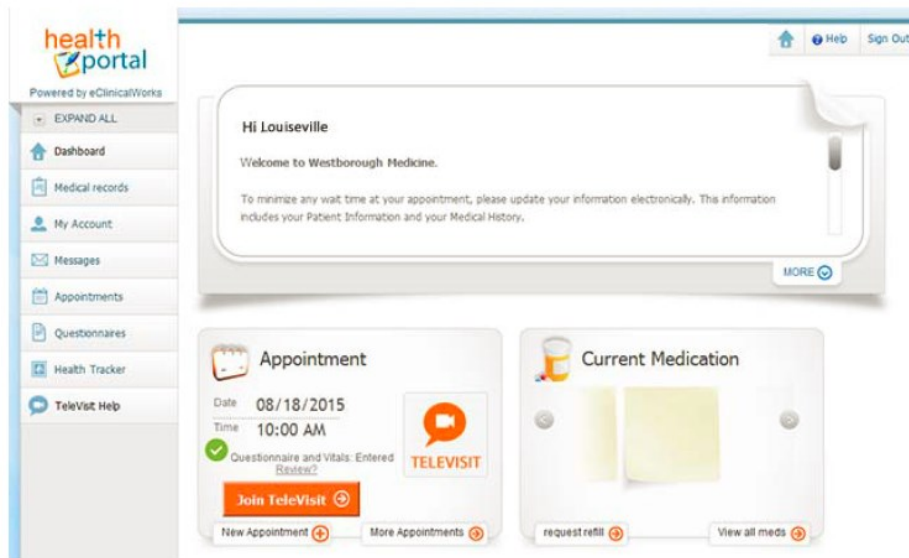 health
portal
Powered by eClinicalWorks
EXPAND ALL
Dashboard
Medical records
My Account
Messages
Appointments
Questionnaires
Health Tracker
TeleVisit Help
Help
Sign Out
Hi Louiseville
Welcome to Westborough Medicine.
To minimize any wait time at your appointment, please update your information electronically. This information
includes your Patient Information and your Medical History.
MORE
Appointment
Date 08/18/2015
Time 10:00 AM
Questionnaire and Vitals: Entered
Review?
TELEVISIT
Join TeleVisit
New Appointment
More Appointments
Current Medication
request refill
View all meds